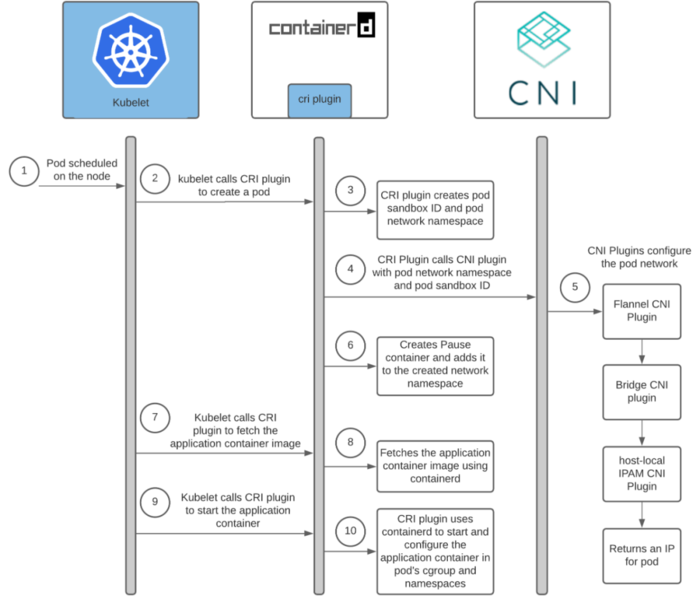 Kubelet
containerd
cri plugin
CNI
1
Pod scheduled
on the node
2
kubelet calls CRI plugin
to create a pod
3
CRI plugin creates pod
sandbox ID and pod
network namespace
4
CRI Plugin calls CNI plugin
with pod network namespace
and pod sandbox ID
CNI Plugins configure
the pod network
5
Flannel CNI
Plugin
Bridge CNI
plugin
host-local
IPAM CNI
Plugin
Returns an IP
for pod
6
Creates Pause
container and adds it
to the created network
namespace
7
Kubelet calls CRI
plugin to fetch the
application container image
8
Fetches the application
container image using
containerd
9
Kubelet calls CRI plugin
to start the application
container
10
CRI plugin uses
containerd to start and
configure the
application container in
pod's cgroup and
namespaces